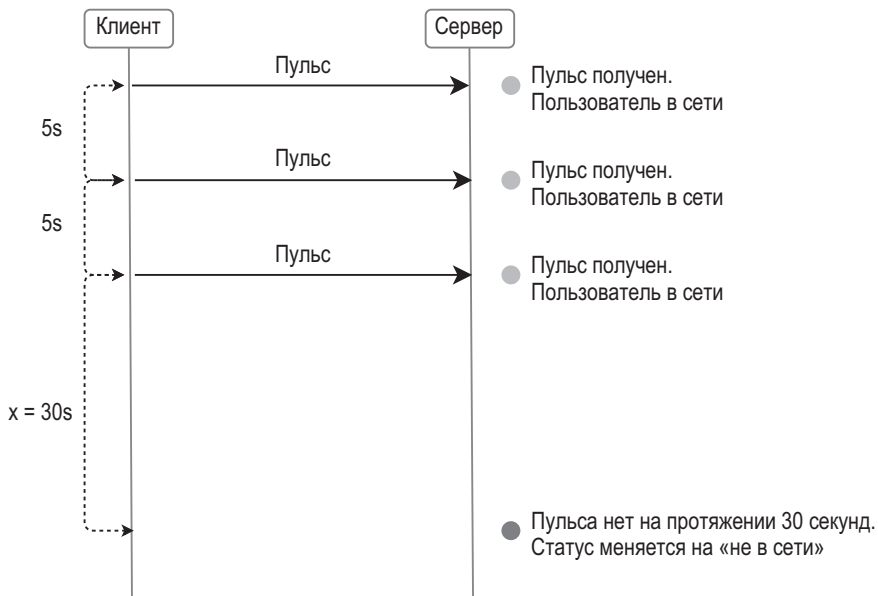 Клиент
Сервер
Пульс
Пульс получен.
Пользователь в сети
5s
Пульс
Пульс получен.
Пользователь в сети
5s
Пульс
Пульс получен.
Пользователь в сети
x = 30s
Пульса нет на протяжении 30 секунд.
Статус меняется на «не в сети»